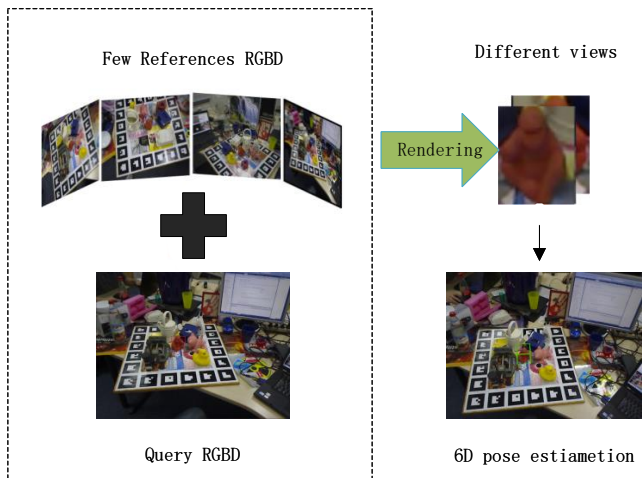 Few References RGBD
Different views
Rendering
Query RGBD
6D pose estiametion